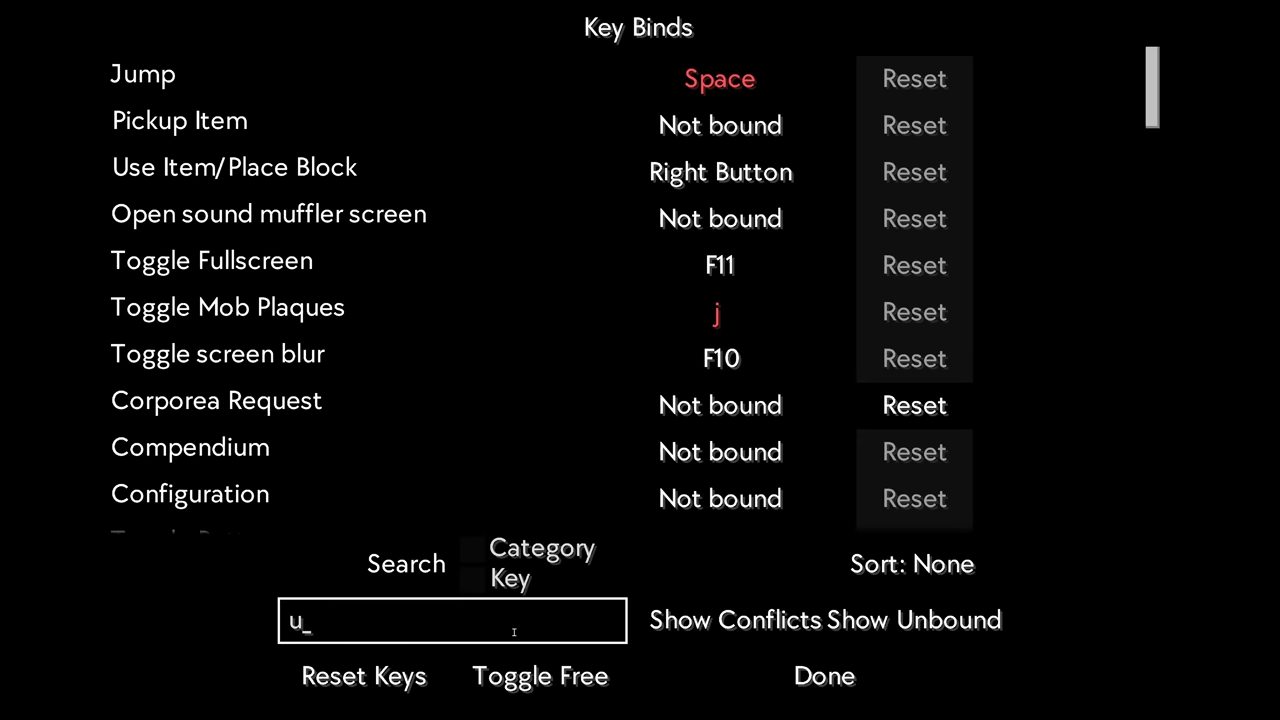 Key Binds
Jump Space Reset
Pickup Item Not bound Reset
Use Item/Place Block Right Button Reset
Open sound muffler screen Not bound Reset
Toggle Fullscreen F11 Reset
Toggle Mob Plaques j Reset
Toggle screen blur F10 Reset
Corporea Request Not bound Reset
Compendium Not bound Reset
Configuration Not bound Reset
Category
Search Sort: None
Key
u_ Show Conflicts Show Unbound
Reset Keys Toggle Free Done